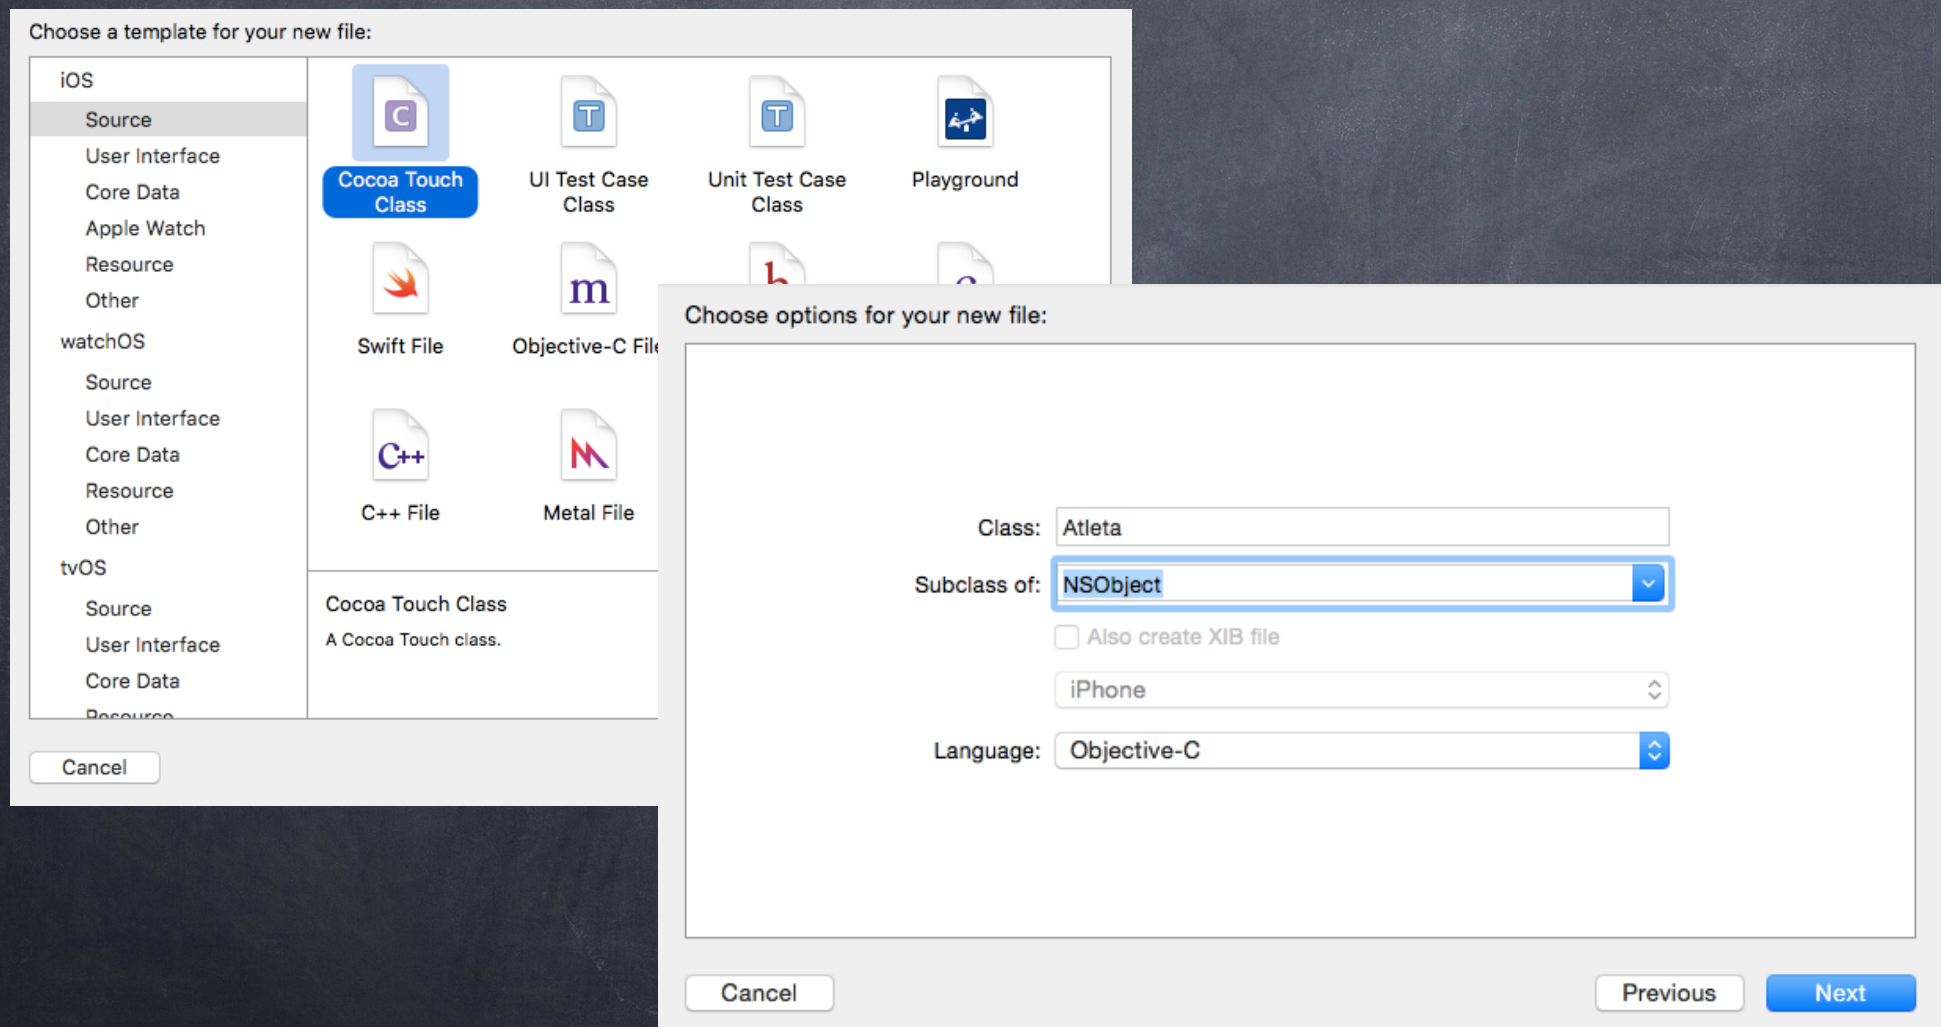 Choose a template for your new file:
iOS
Source
User Interface
Core Data
Apple Watch
Resource
Other
watchOS
Source
User Interface
Core Data
Resource
Other
tvOS
Source
User Interface
Core Data
Resource
C
T
T
Cocoa Touch
Class
UI Test Case
Class
Unit Test Case
Class
Playground
m
h
c
Swift File
Objective-C File
C++
C++ File
Metal File
Cocoa Touch Class
A Cocoa Touch class.
Cancel
Choose options for your new file:
Class: Atleta
Subclass of: NSObject
Also create XIB file
iPhone
Language: Objective-C
Cancel
Previous
Next